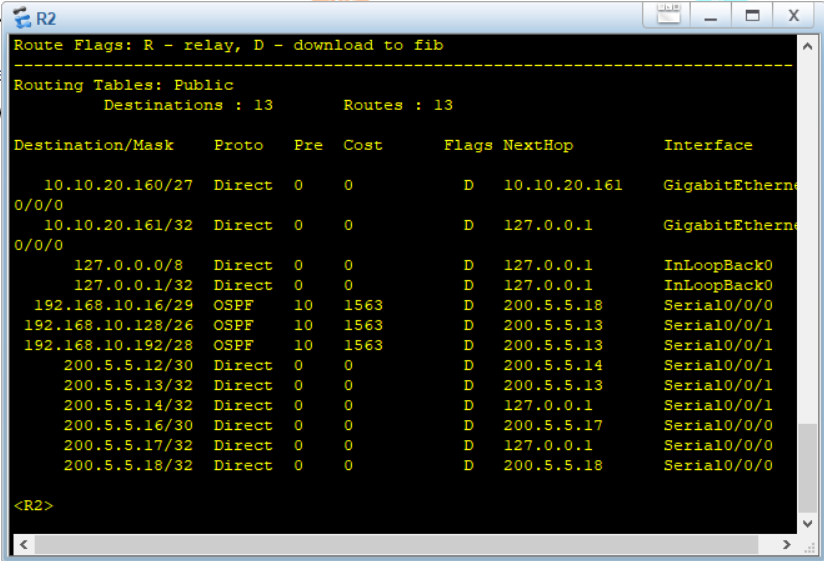 R2
Route Flags: R - relay, D - download to fib
------------------------------------------------------------------------------
Routing Tables: Public
         Destinations : 13       Routes : 13

Destination/Mask    Proto   Pre  Cost      Flags NextHop         Interface

   10.10.20.160/27  Direct  0    0           D   10.10.20.161    GigabitEtherne
0/0/0
   10.10.20.161/32  Direct  0    0           D   127.0.0.1       GigabitEtherne
0/0/0
      127.0.0.0/8   Direct  0    0           D   127.0.0.1       InLoopBack0
      127.0.0.1/32  Direct  0    0           D   127.0.0.1       InLoopBack0
  192.168.10.16/29  OSPF    10   1563        D   200.5.5.18      Serial0/0/0
 192.168.10.128/26  OSPF    10   1563        D   200.5.5.13      Serial0/0/1
 192.168.10.192/28  OSPF    10   1563        D   200.5.5.13      Serial0/0/1
     200.5.5.12/30  Direct  0    0           D   200.5.5.14      Serial0/0/1
     200.5.5.13/32  Direct  0    0           D   200.5.5.13      Serial0/0/1
     200.5.5.14/32  Direct  0    0           D   127.0.0.1       Serial0/0/1
     200.5.5.16/30  Direct  0    0           D   200.5.5.17      Serial0/0/0
     200.5.5.17/32  Direct  0    0           D   127.0.0.1       Serial0/0/0
     200.5.5.18/32  Direct  0    0           D   200.5.5.18      Serial0/0/0

<R2>